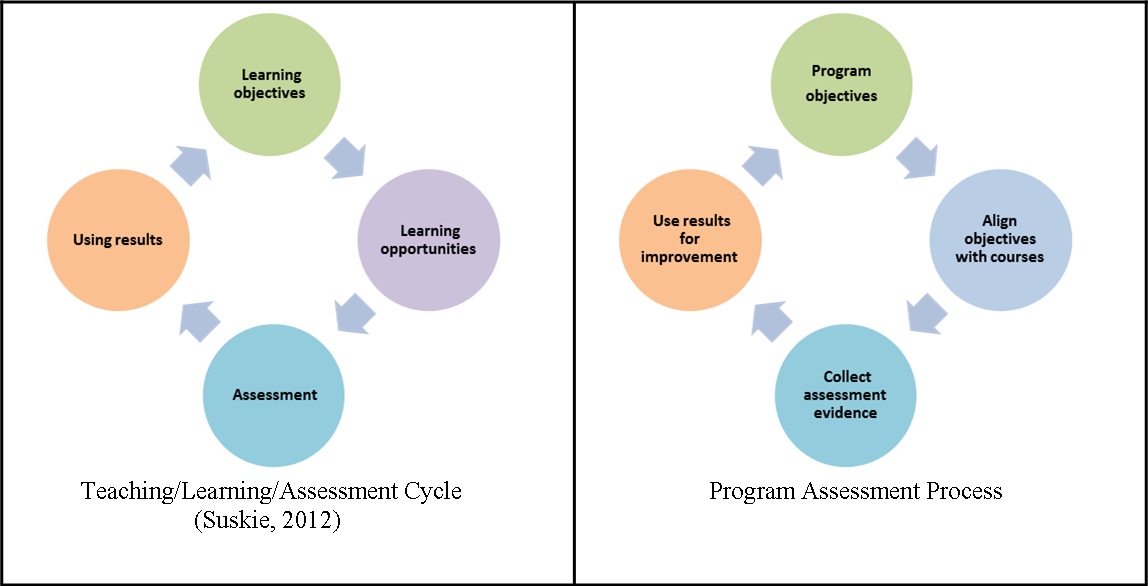 Learning
objectives
Learning
opportunities
Assessment
Using results
Teaching/Learning/Assessment Cycle
(Suskie, 2012)
Program
objectives
Align
objectives
with courses
Collect
assessment
evidence
Use results
for
improvement
Program Assessment Process